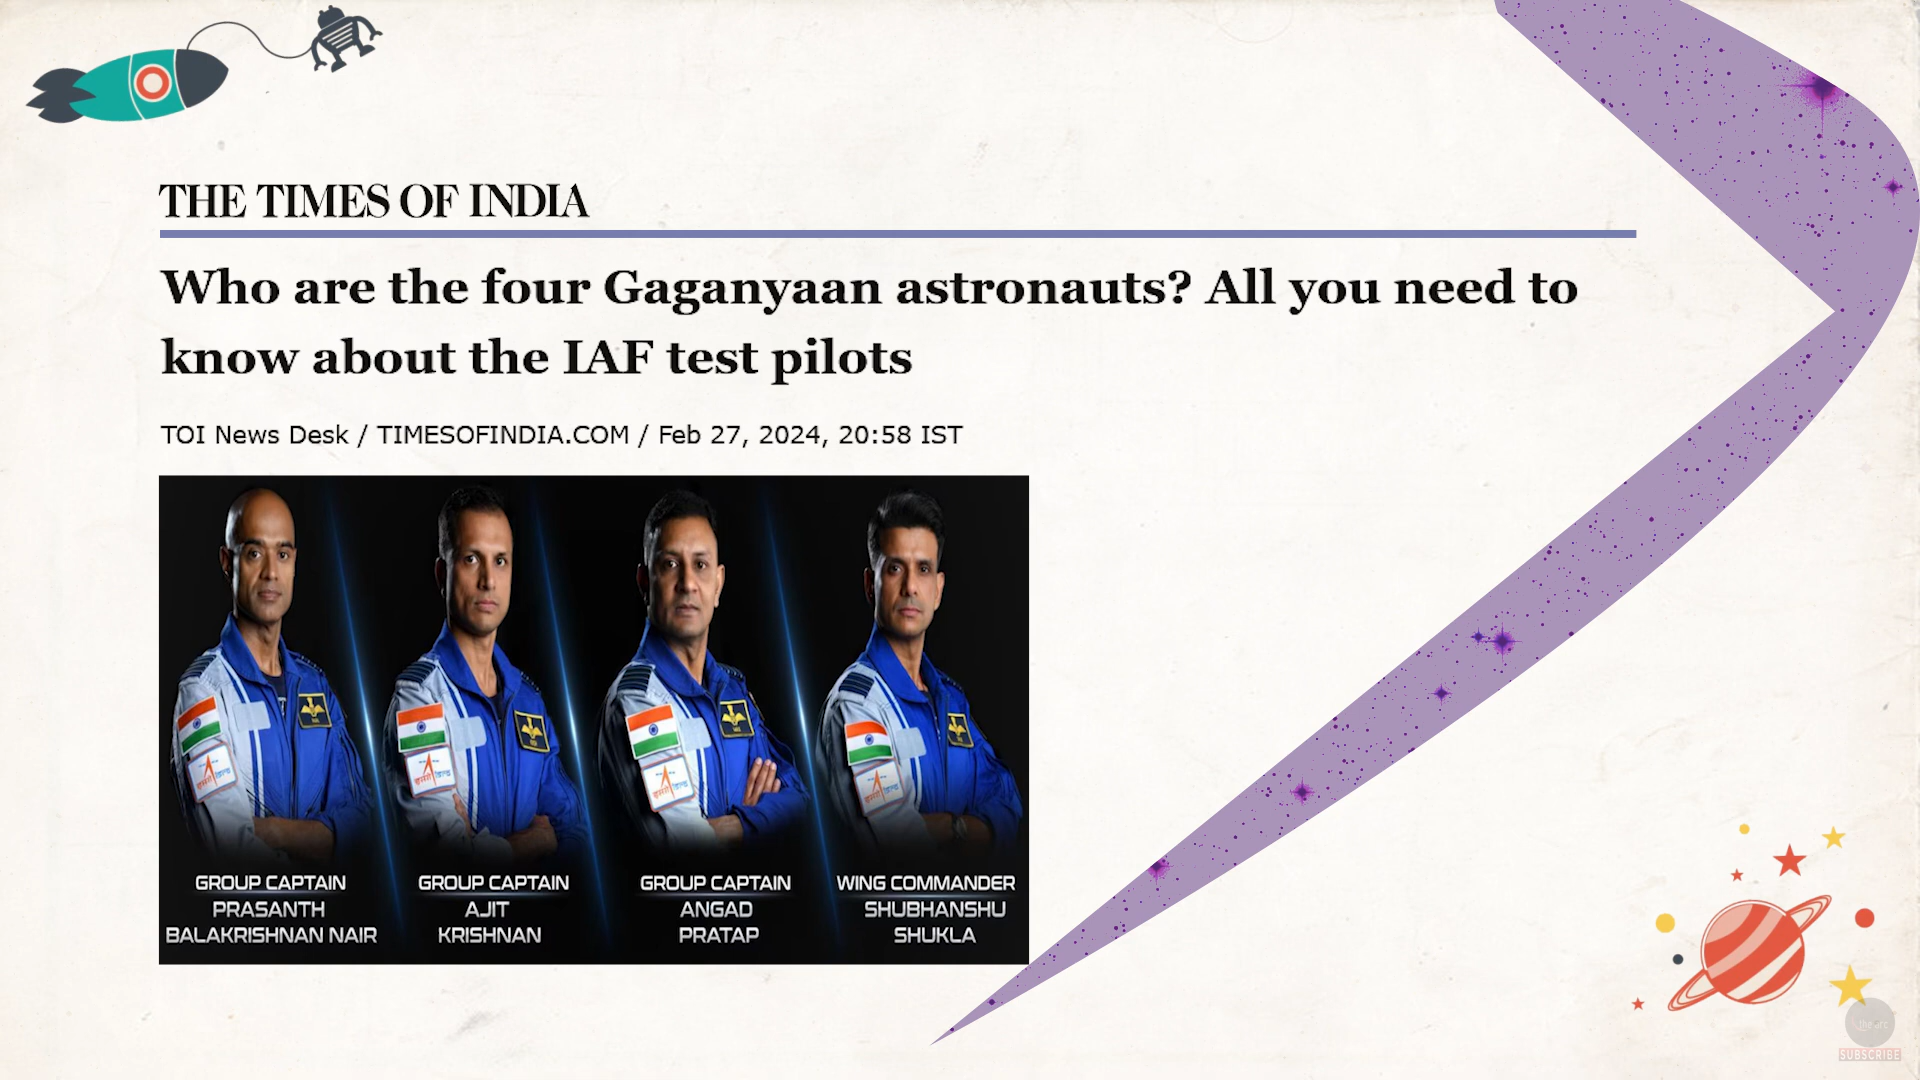 THE TIMES OF INDIA
Who are the four Gaganyaan astronauts? All you need to
know about the IAF test pilots
TOI News Desk / TIMESOFINDIA.COM / Feb 27, 2024, 20:58 IST
GROUP CAPTAIN
PRASANTH
BALAKRISHNAN NAIR
GROUP CAPTAIN
AJIT
KRISHNAN
GROUP CAPTAIN
ANGAD
PRATAP
WING COMMANDER
SHUBHANSHU
SHUKLA
SUBSCRIBE